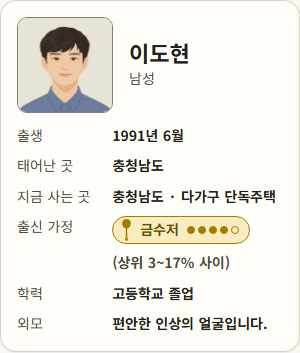 이도현
남성
출생 1991년 6월
태어난 곳 충청남도
지금 사는 곳 충청남도 · 다가구 단독주택
출신 가정 금수저
(상위 3~17% 사이)
학력 고등학교 졸업
외모 편안한 인상의 얼굴입니다.